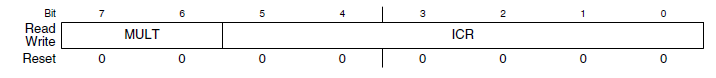 Bit 7 6 5 4 3 2 1 0
Read
Write MULT ICR
Reset 0 0 0 0 0 0 0 0